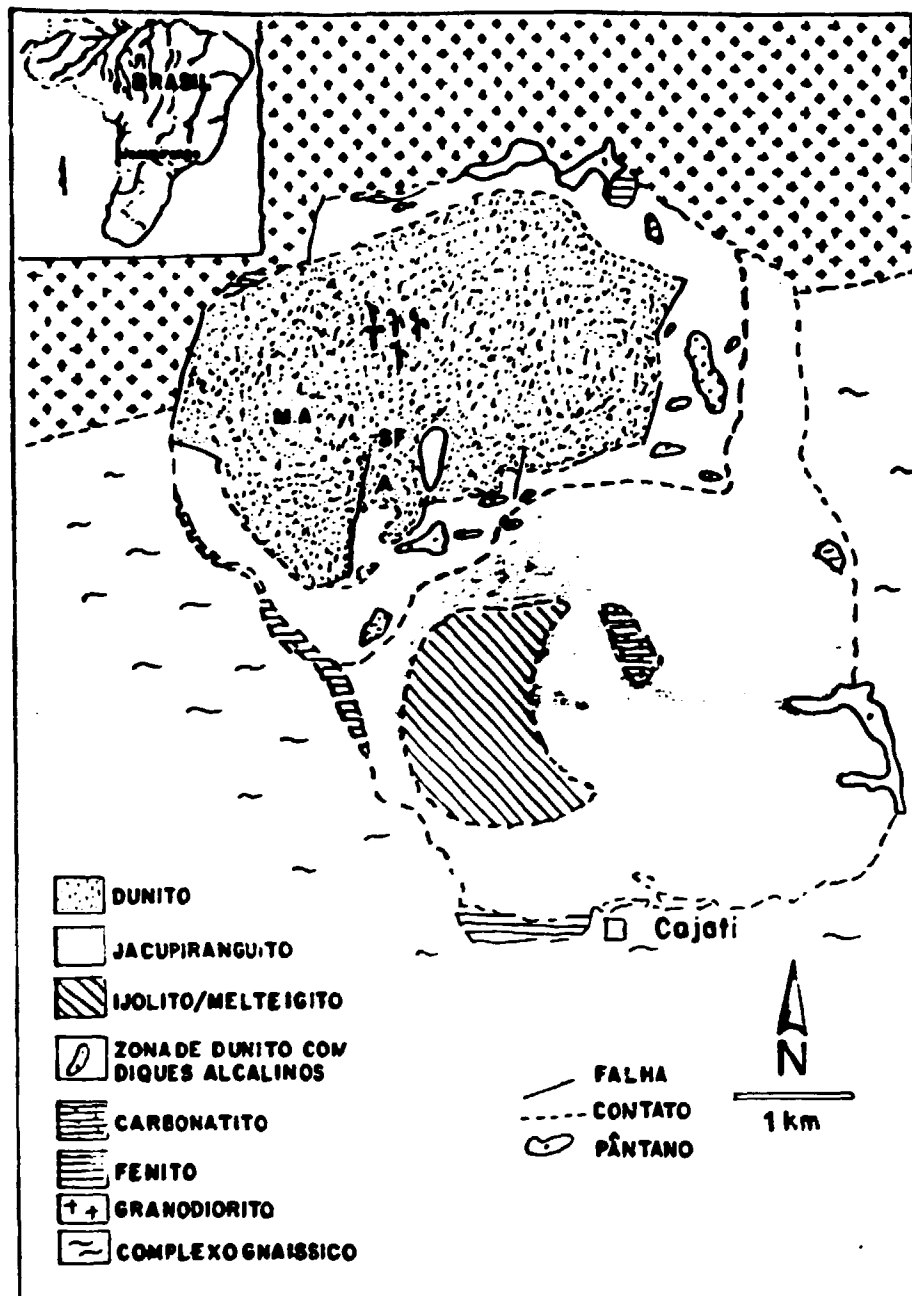 BRASIL
M.A
SF
A
Cajati
DUNITO
JACUPIRANGUITO
IJOLITO/MELTEIGITO
ZONA DE DUNITO COM
DIQUES ALCALINOS
CARBONATITO
FENITO
GRANODIORITO
COMPLEXO GNAISSICO
FALHA
CONTATO
PÂNTANO
N
1 km